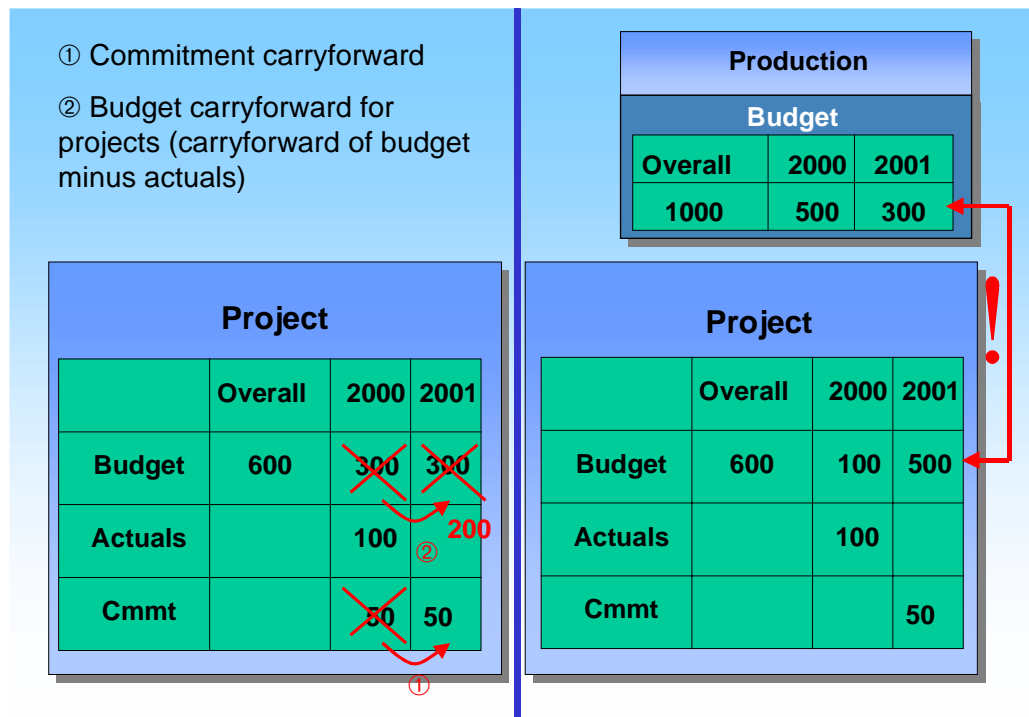 ① Commitment carryforward
② Budget carryforward for
projects (carryforward of budget
minus actuals)
Project
Overall 2000 2001
Budget 600 300 300
200
Actuals 100
②
Cmmt 50 50
①
Production
Budget
Overall 2000 2001
1000 500 300
!
Project
Overall 2000 2001
Budget 600 100 500
Actuals 100
Cmmt 50